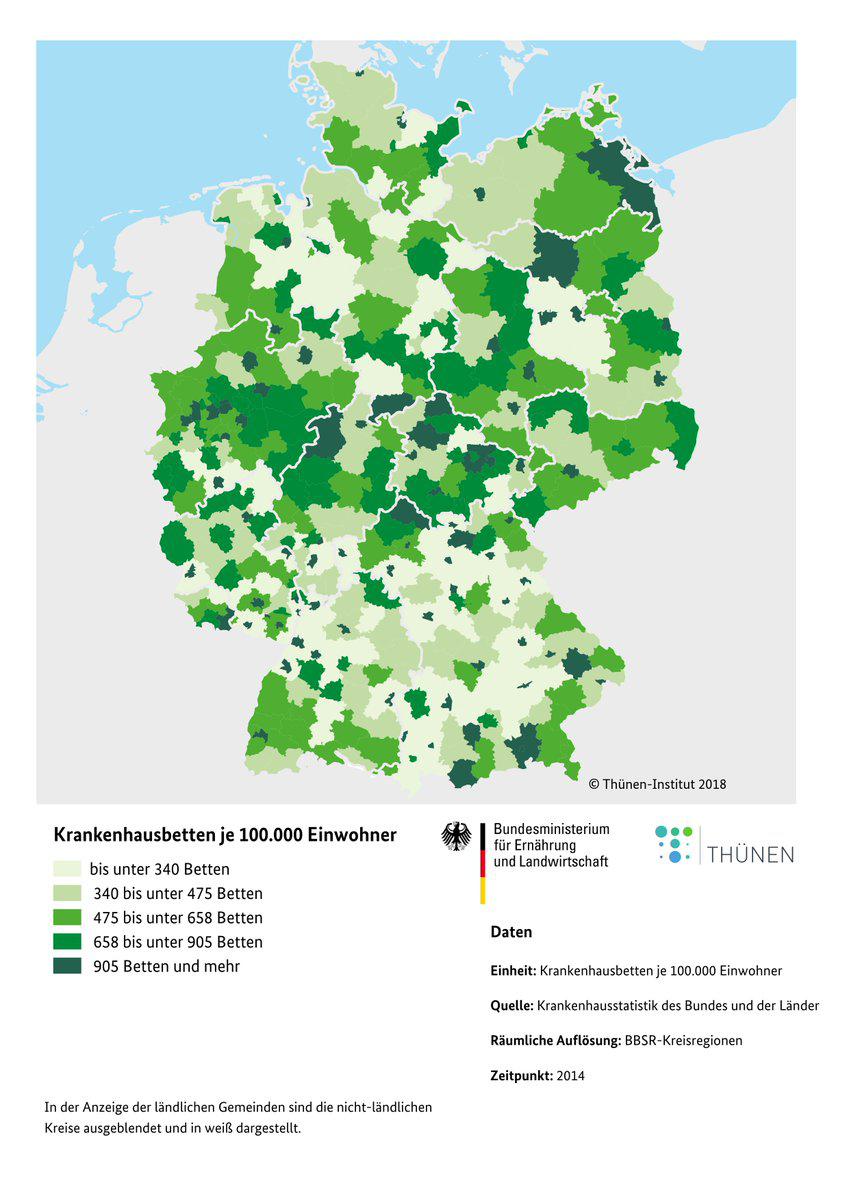 © Thünen-Institut 2018
Krankenhausbetten je 100.000 Einwohner
bis unter 340 Betten
340 bis unter 475 Betten
475 bis unter 658 Betten
658 bis unter 905 Betten
905 Betten und mehr
Bundesministerium
für Ernährung
und Landwirtschaft
THÜNEN
Daten
Einheit: Krankenhausbetten je 100.000 Einwohner
Quelle: Krankenhausstatistik des Bundes und der Länder
Räumliche Auflösung: BBSR-Kreisregionen
Zeitpunkt: 2014
In der Anzeige der ländlichen Gemeinden sind die nicht-ländlichen
Kreise ausgeblendet und in weiß dargestellt.